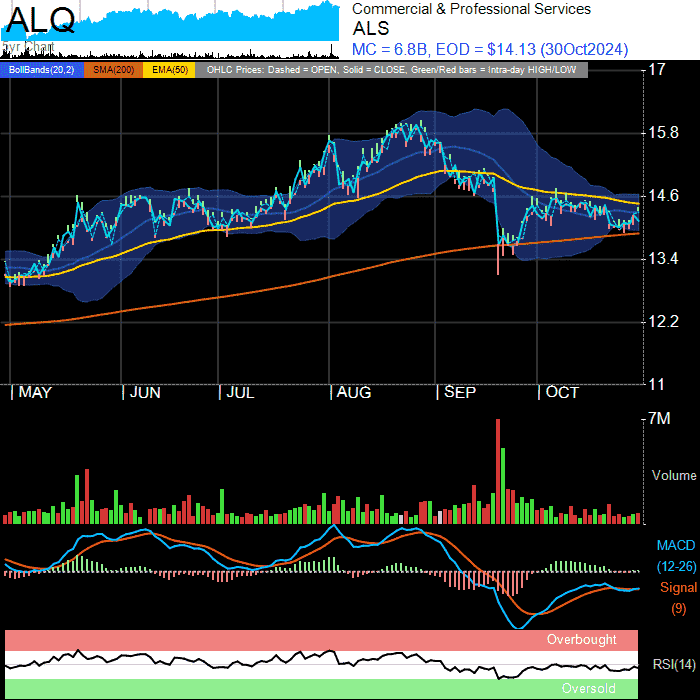 ALQ
5yr Chart
Commercial & Professional Services
ALS
MC = 6.8B, EOD = $14.13 (30Oct2024)
BollBands(20,2) SMA(200) EMA(50) OHLC Prices: Dashed = OPEN, Solid = CLOSE, Green/Red bars = Intra-day HIGH/LOW
17
15.8
14.6
13.4
12.2
11
MAY JUN JUL AUG SEP OCT
7M
Volume
MACD
(12-26)
Signal
(9)
Overbought
RSI(14)
Oversold